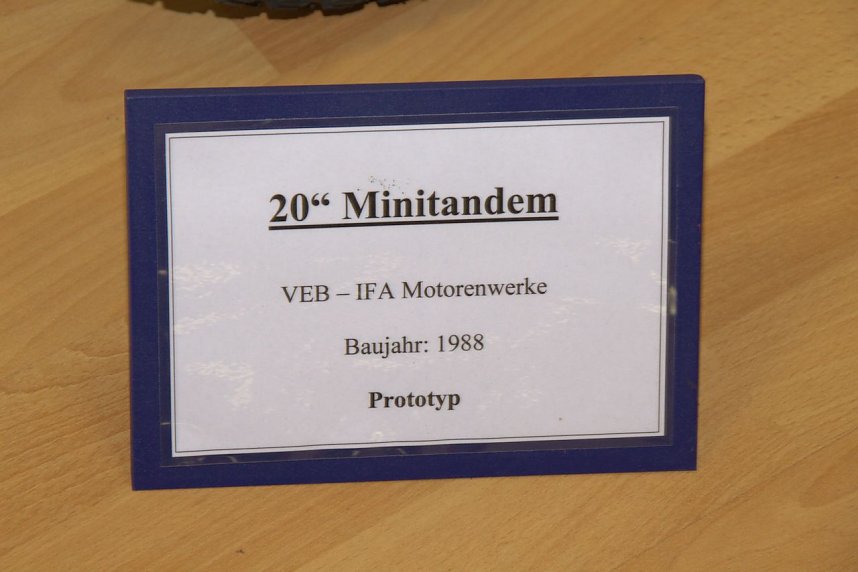 20“ Minitandem
VEB – IFA Motorenwerke
Baujahr: 1988
Prototyp